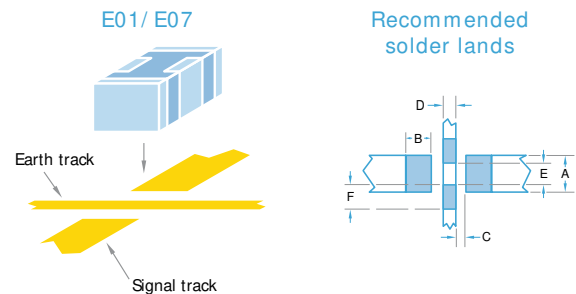 E01/ E07
Recommended
solder lands
Earth track
Signal track
D
B
E
A
F
C